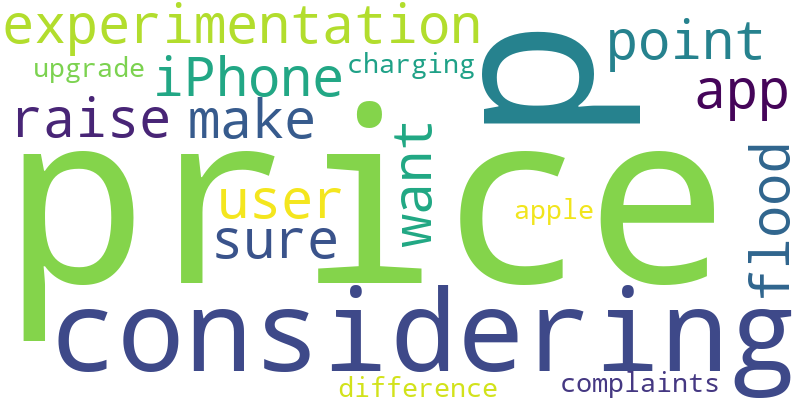 experimentation
p
point
upgrade
iPhone
charging
app
raise
make
want
flood
price
user
apple
sure
considering
difference
complaints